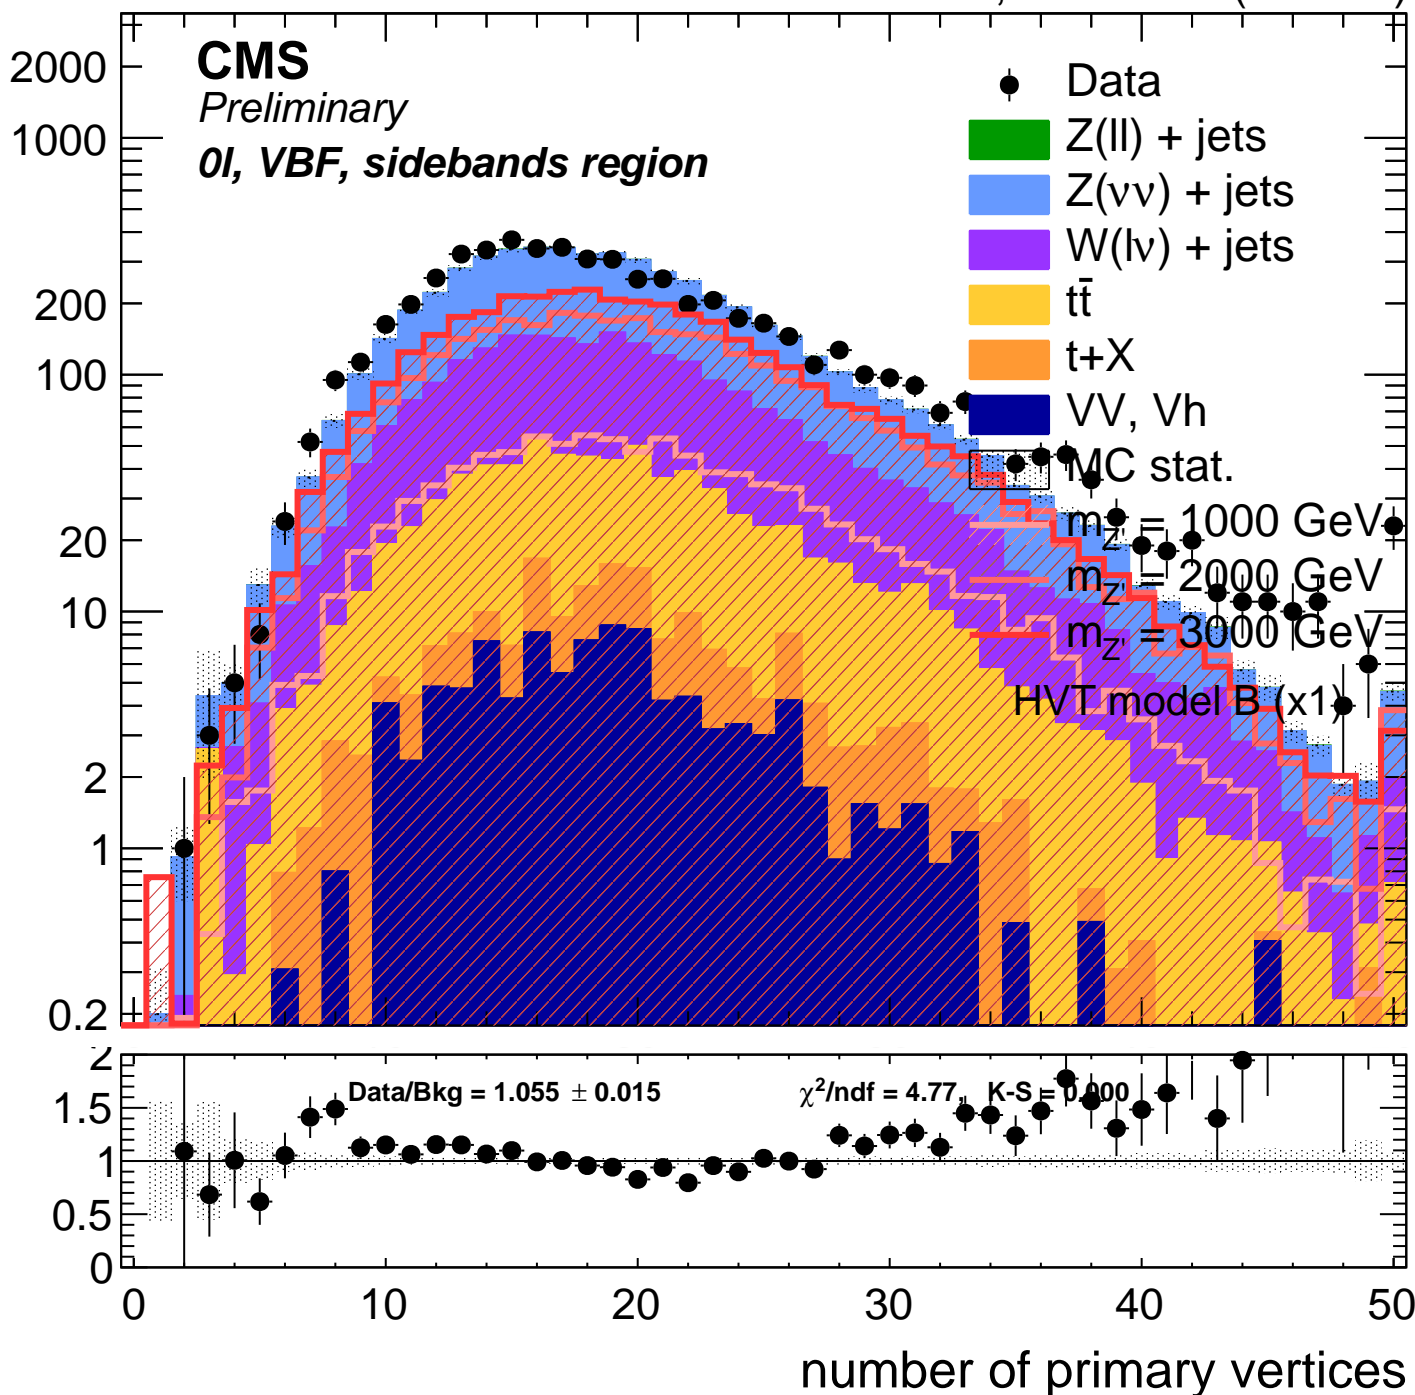 CMS
Preliminary
0l, VBF, sidebands region
Data
Z(ll) + jets
Z(νν) + jets
W(lν) + jets
tt̄
t+X
VV, Vh
MC stat.
m_Z' = 1000 GeV
m_Z' = 2000 GeV
m_Z' = 3000 GeV
HVT model B (x1)
2000
1000
200
100
20
10
2
1
0.2
Data/Bkg = 1.055 ± 0.015
χ²/ndf = 4.77, K-S = 0.000
2
1.5
1
0.5
0
0 10 20 30 40 50
number of primary vertices